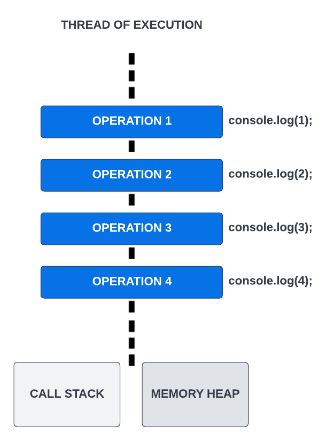 THREAD OF EXECUTION
OPERATION 1 console.log(1);
OPERATION 2 console.log(2);
OPERATION 3 console.log(3);
OPERATION 4 console.log(4);
CALL STACK MEMORY HEAP